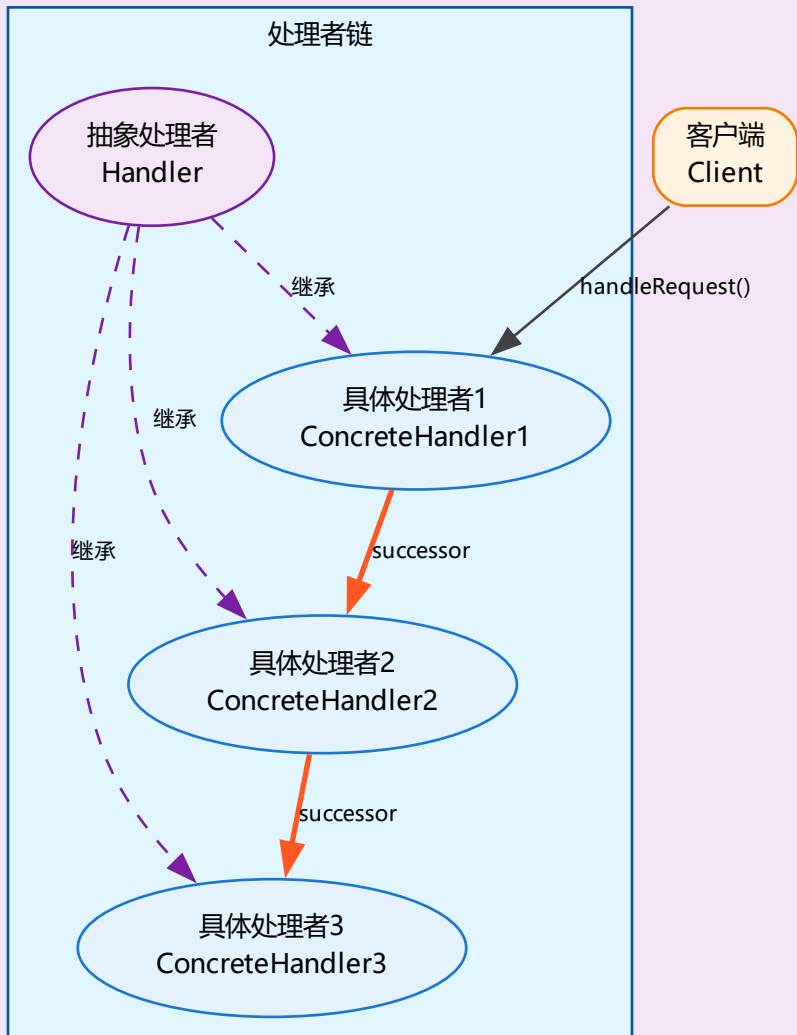 处理者链
抽象处理者
Handler
客户端
Client
继承
handleRequest()
具体处理者1
ConcreteHandler1
继承
继承
successor
具体处理者2
ConcreteHandler2
successor
具体处理者3
ConcreteHandler3